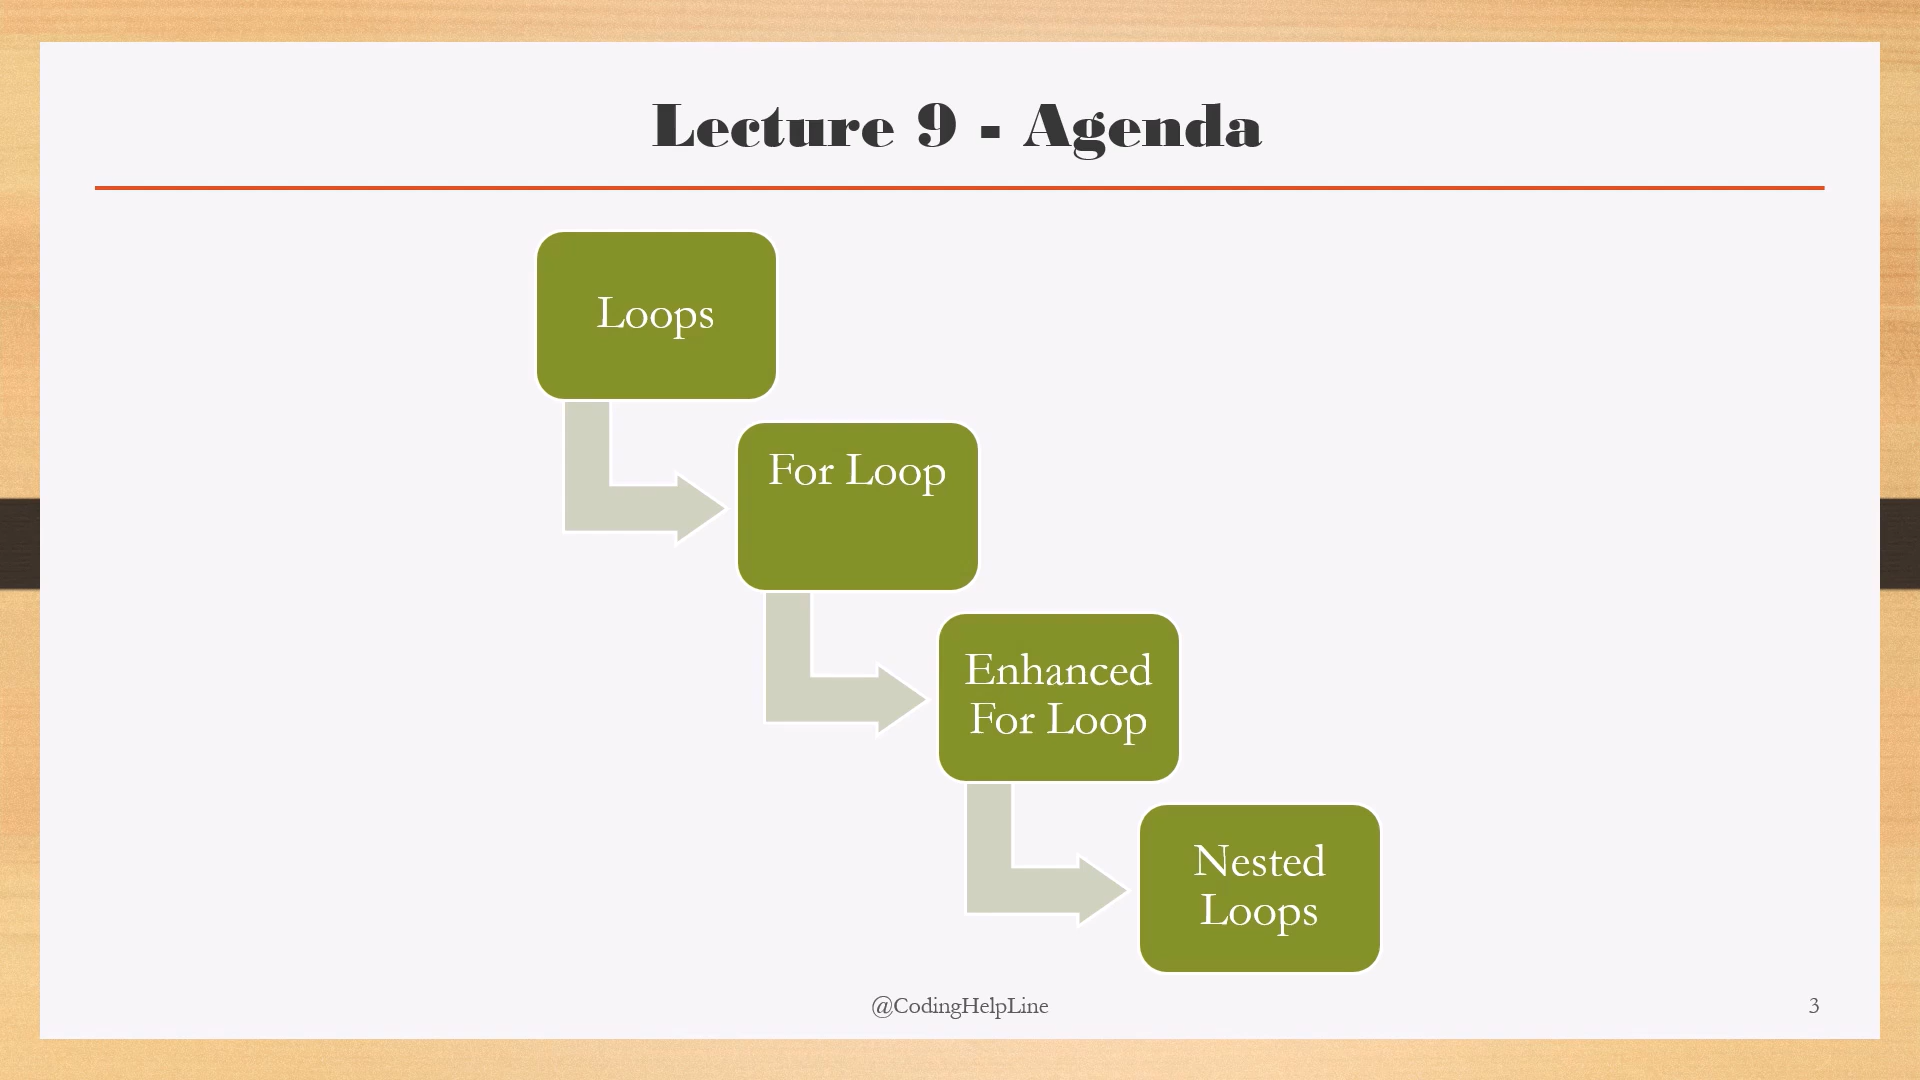 Lecture 9 - Agenda
Loops
For Loop
Enhanced
For Loop
Nested
Loops
@CodingHelpLine
3